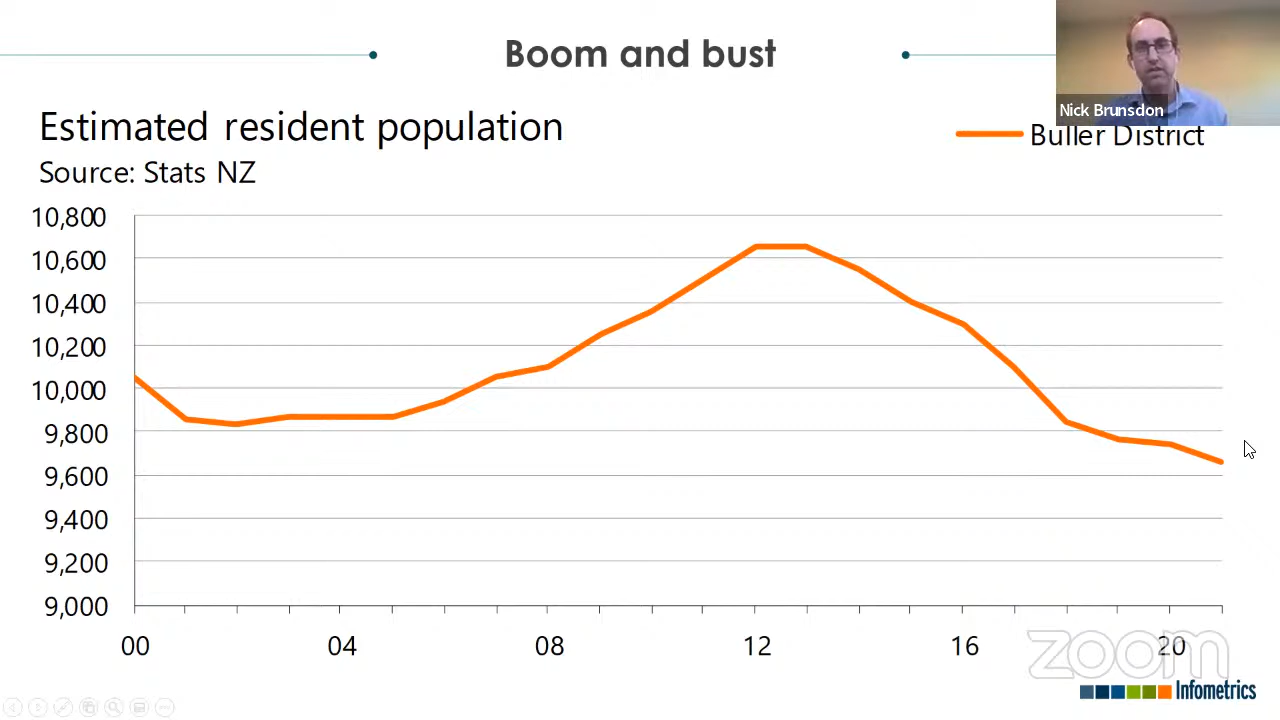 Boom and bust
Nick Brunsdon
Estimated resident population
Buller District
Source: Stats NZ
10,800
10,600
10,400
10,200
10,000
9,800
9,600
9,400
9,200
9,000
00 04 08 12 16 20
zoom
Infometrics